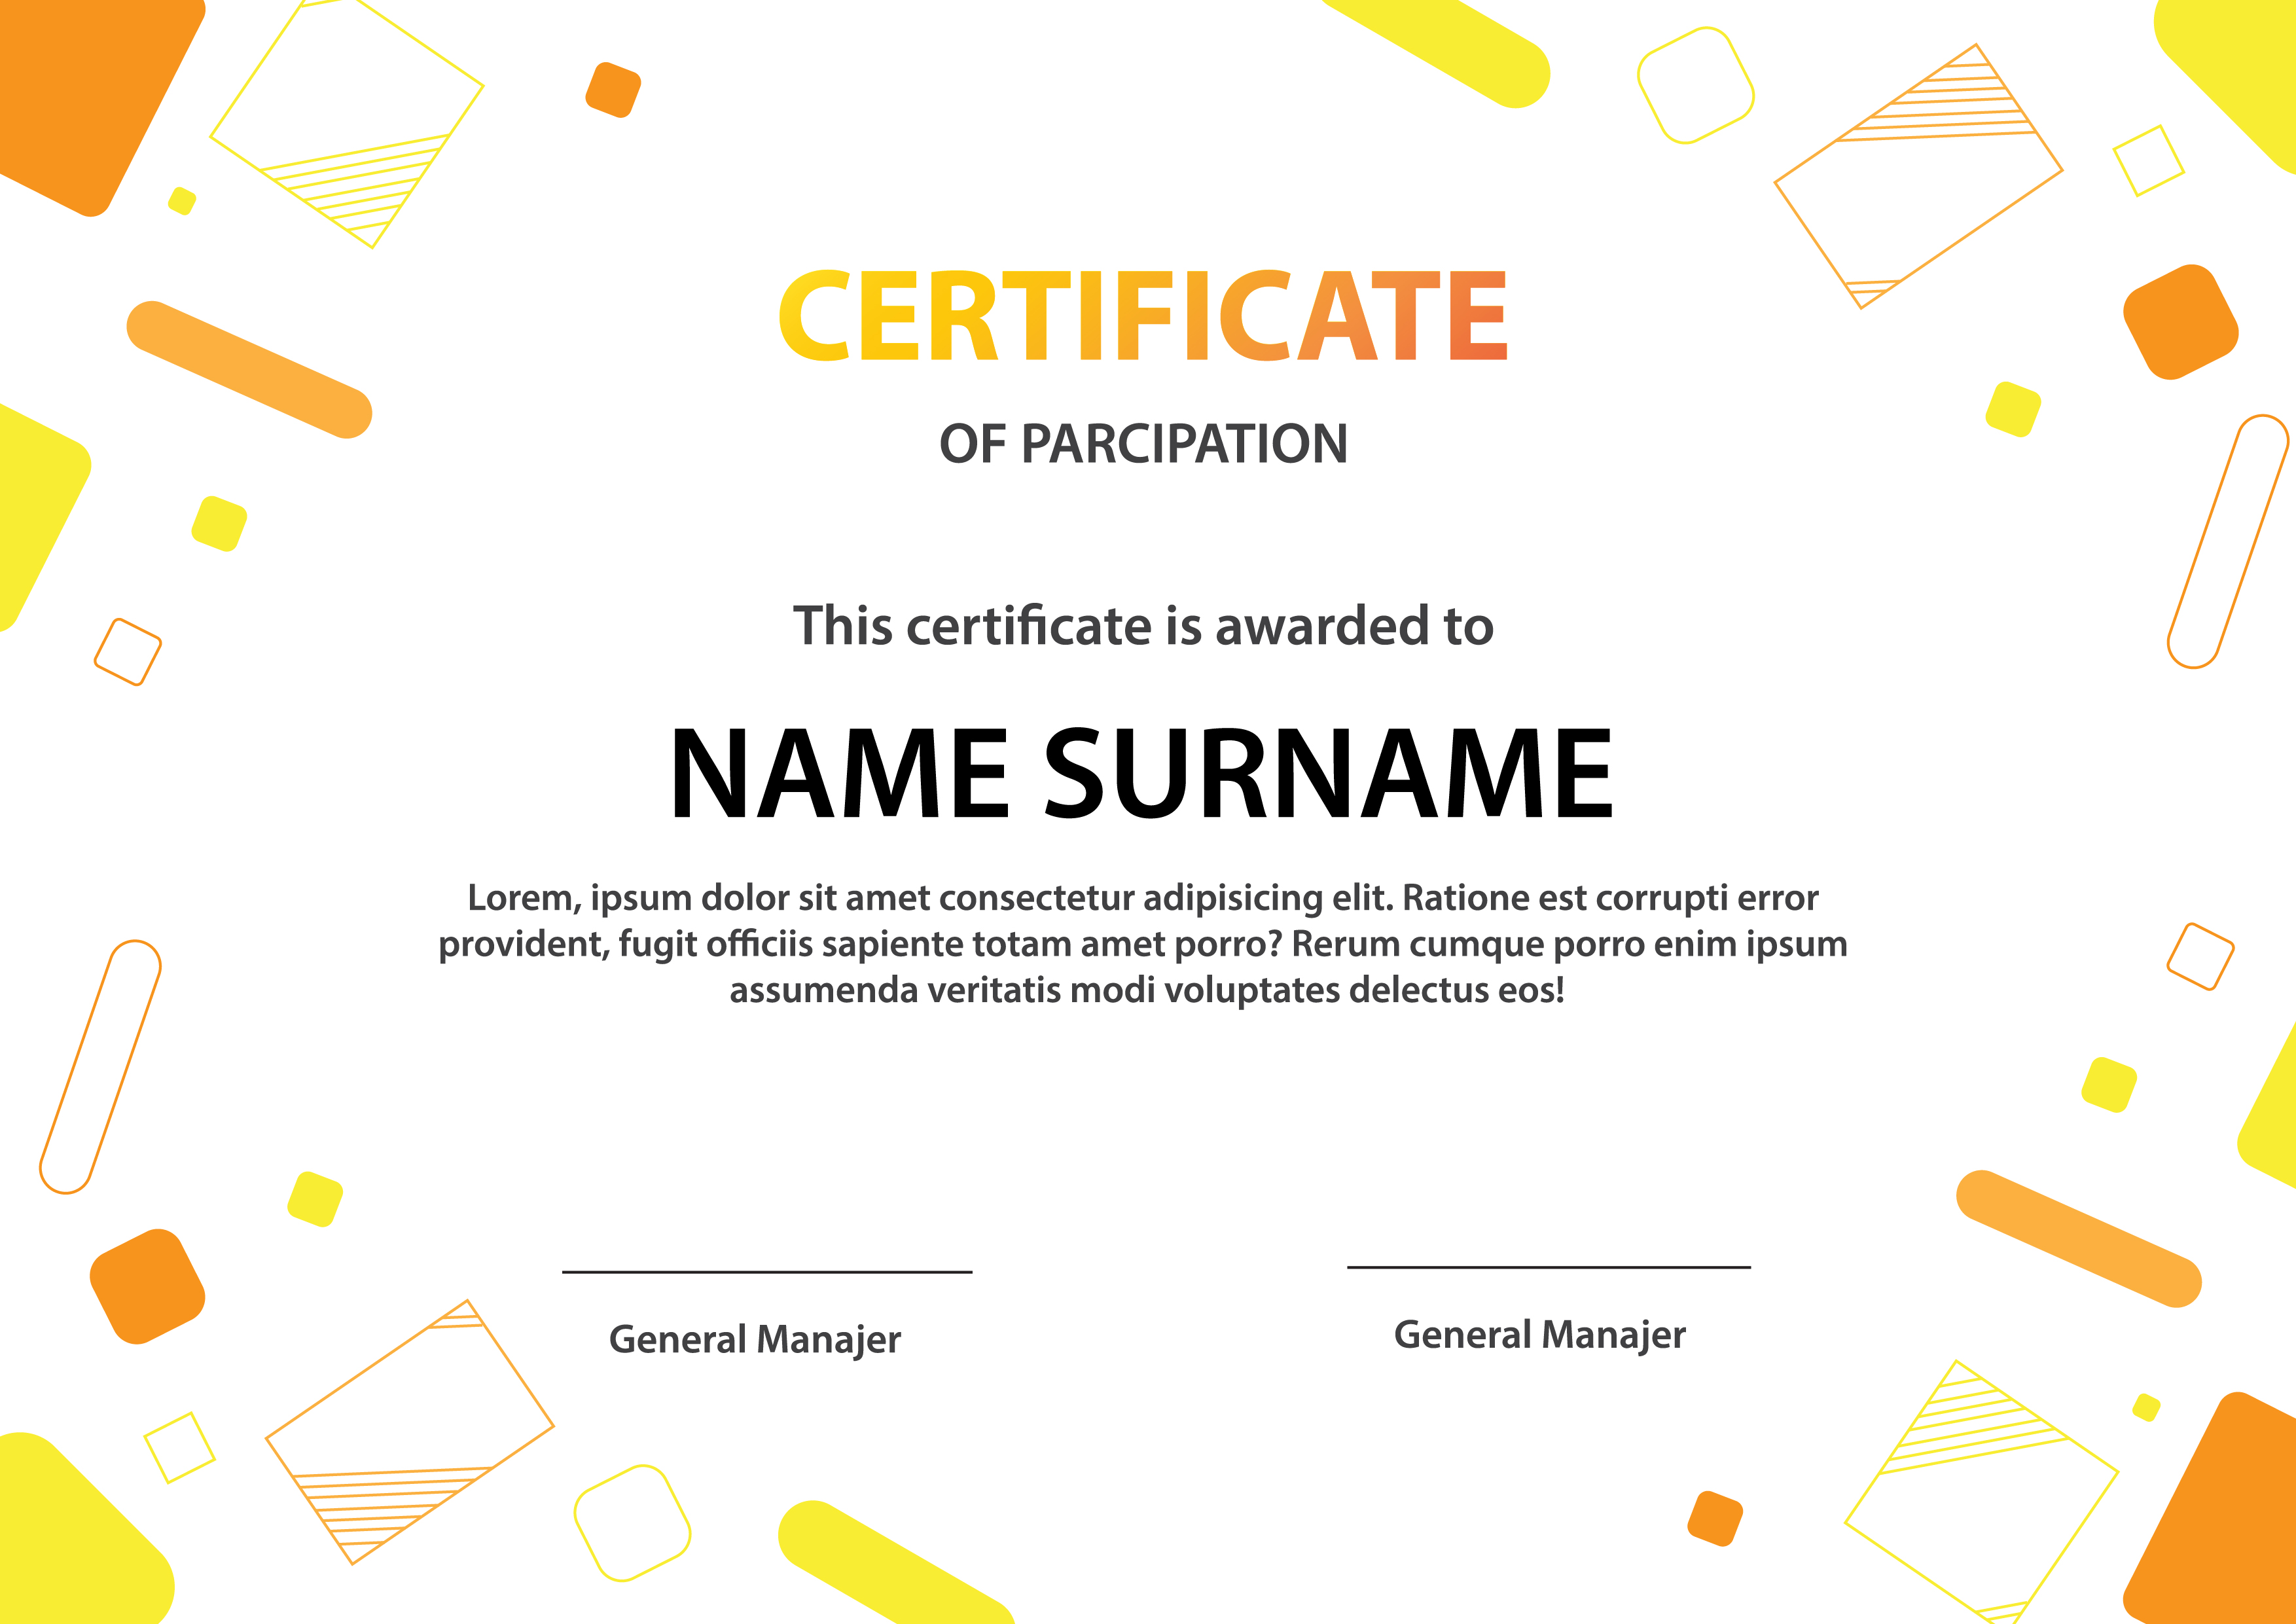 CERTIFICATE
OF PARCIPATION
This certificate is awarded to
NAME SURNAME
Lorem, ipsum dolor sit amet consectetur adipisicing elit. Ratione est corrupti error
provident, fugit officiis sapiente totam amet porro? Rerum cumque porro enim ipsum
assumenda veritatis modi voluptates delectus eos!
General Manajer
General Manajer